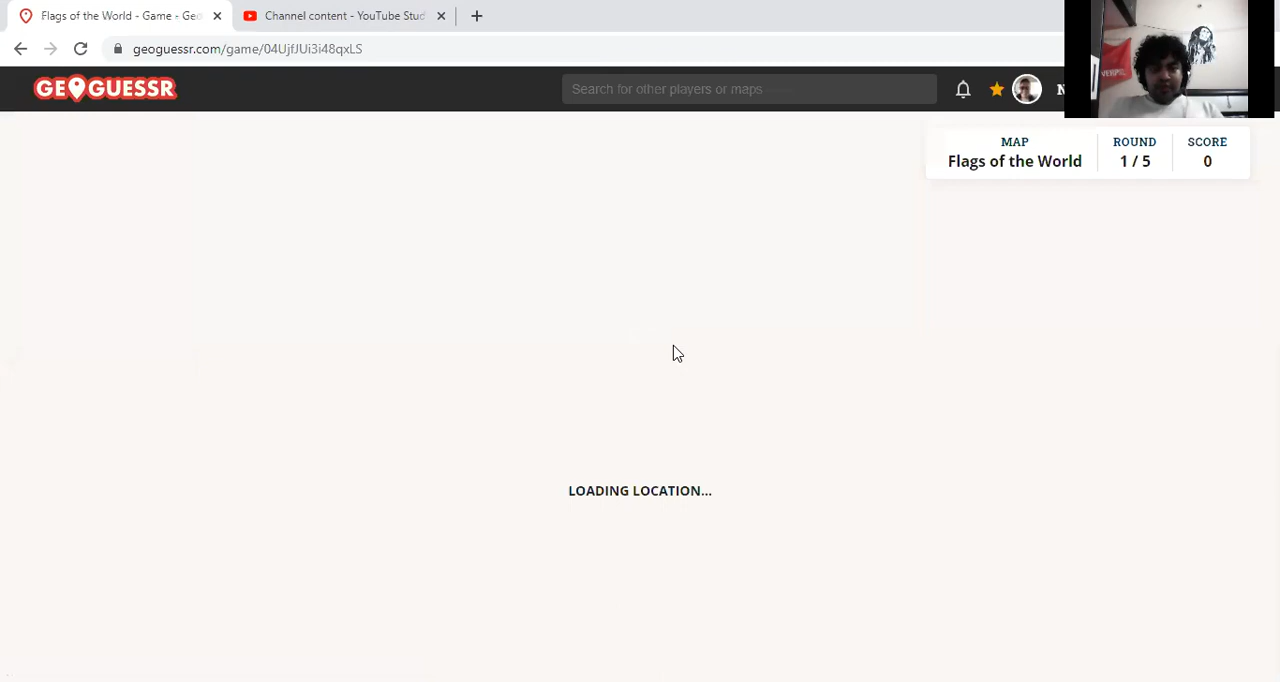 Flags of the World - Game - Geo
Channel content - YouTube Stud
geoguessr.com/game/04UjfJUi3i48qxLS
GEOGUESSR
Search for other players or maps
N
MAP
Flags of the World
ROUND
1 / 5
SCORE
0
LOADING LOCATION...